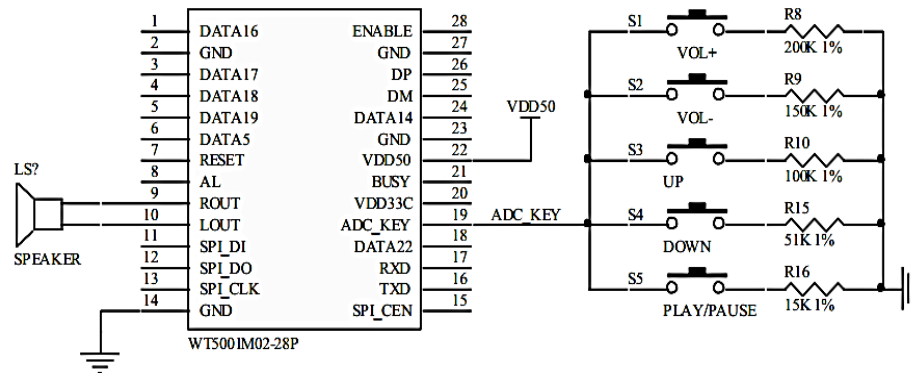 1 DATA16 ENABLE 28
2 GND GND 27
3 DATA17 DP 26
4 DATA18 DM 25
5 DATA19 DATA14 24
6 DATA5 GND 23
7 RESET VDD50 22
8 AL BUSY 21
9 ROUT VDD33C 20
10 LOUT ADC_KEY 19
11 SPI_DI DATA22 18
12 SPI_DO RXD 17
13 SPI_CLK TXD 16
14 GND SPI_CEN 15
WT5001M02-28P
LS?
SPEAKER
VDD50
ADC_KEY
S1 VOL+ R8 200K 1%
S2 VOL- R9 150K 1%
S3 UP R10 100K 1%
S4 DOWN R15 51K 1%
S5 PLAY/PAUSE R16 15K 1%